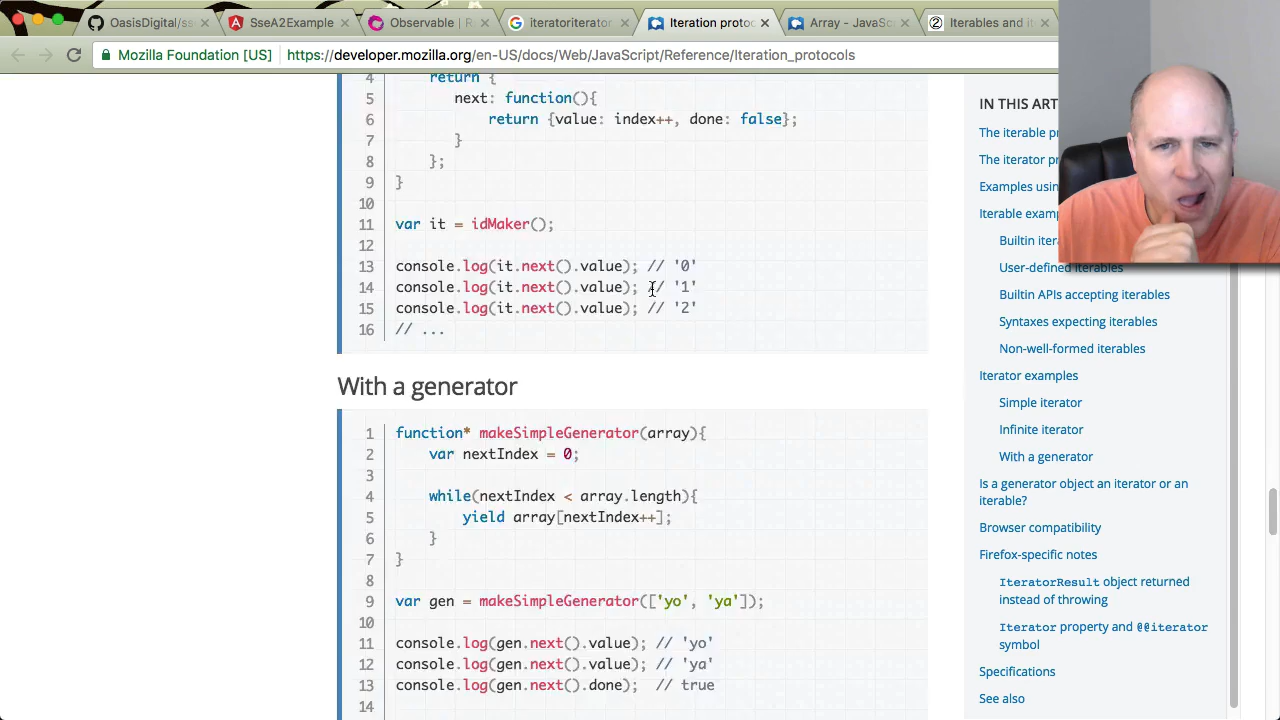 OasisDigital/ss
SseA2Example
Observable | R
iteratoriterator
Iteration protoc
Array - JavaSc
Iterables and it
Mozilla Foundation [US]
https://developer.mozilla.org/en-US/docs/Web/JavaScript/Reference/Iteration_protocols
4 return {
5 next: function(){
6 return {value: index++, done: false};
7 }
8 };
9 }
10
11 var it = idMaker();
12
13 console.log(it.next().value); // '0'
14 console.log(it.next().value); // '1'
15 console.log(it.next().value); // '2'
16 // ...
With a generator
1 function* makeSimpleGenerator(array){
2 var nextIndex = 0;
3
4 while(nextIndex < array.length){
5 yield array[nextIndex++];
6 }
7 }
8
9 var gen = makeSimpleGenerator(['yo', 'ya']);
10
11 console.log(gen.next().value); // 'yo'
12 console.log(gen.next().value); // 'ya'
13 console.log(gen.next().done); // true
14
IN THIS ART
The iterable pr
The iterator pr
Examples usin
Iterable examp
Builtin itera
User-defined iterables
Builtin APIs accepting iterables
Syntaxes expecting iterables
Non-well-formed iterables
Iterator examples
Simple iterator
Infinite iterator
With a generator
Is a generator object an iterator or an
iterable?
Browser compatibility
Firefox-specific notes
IteratorResult object returned
instead of throwing
Iterator property and @@iterator
symbol
Specifications
See also